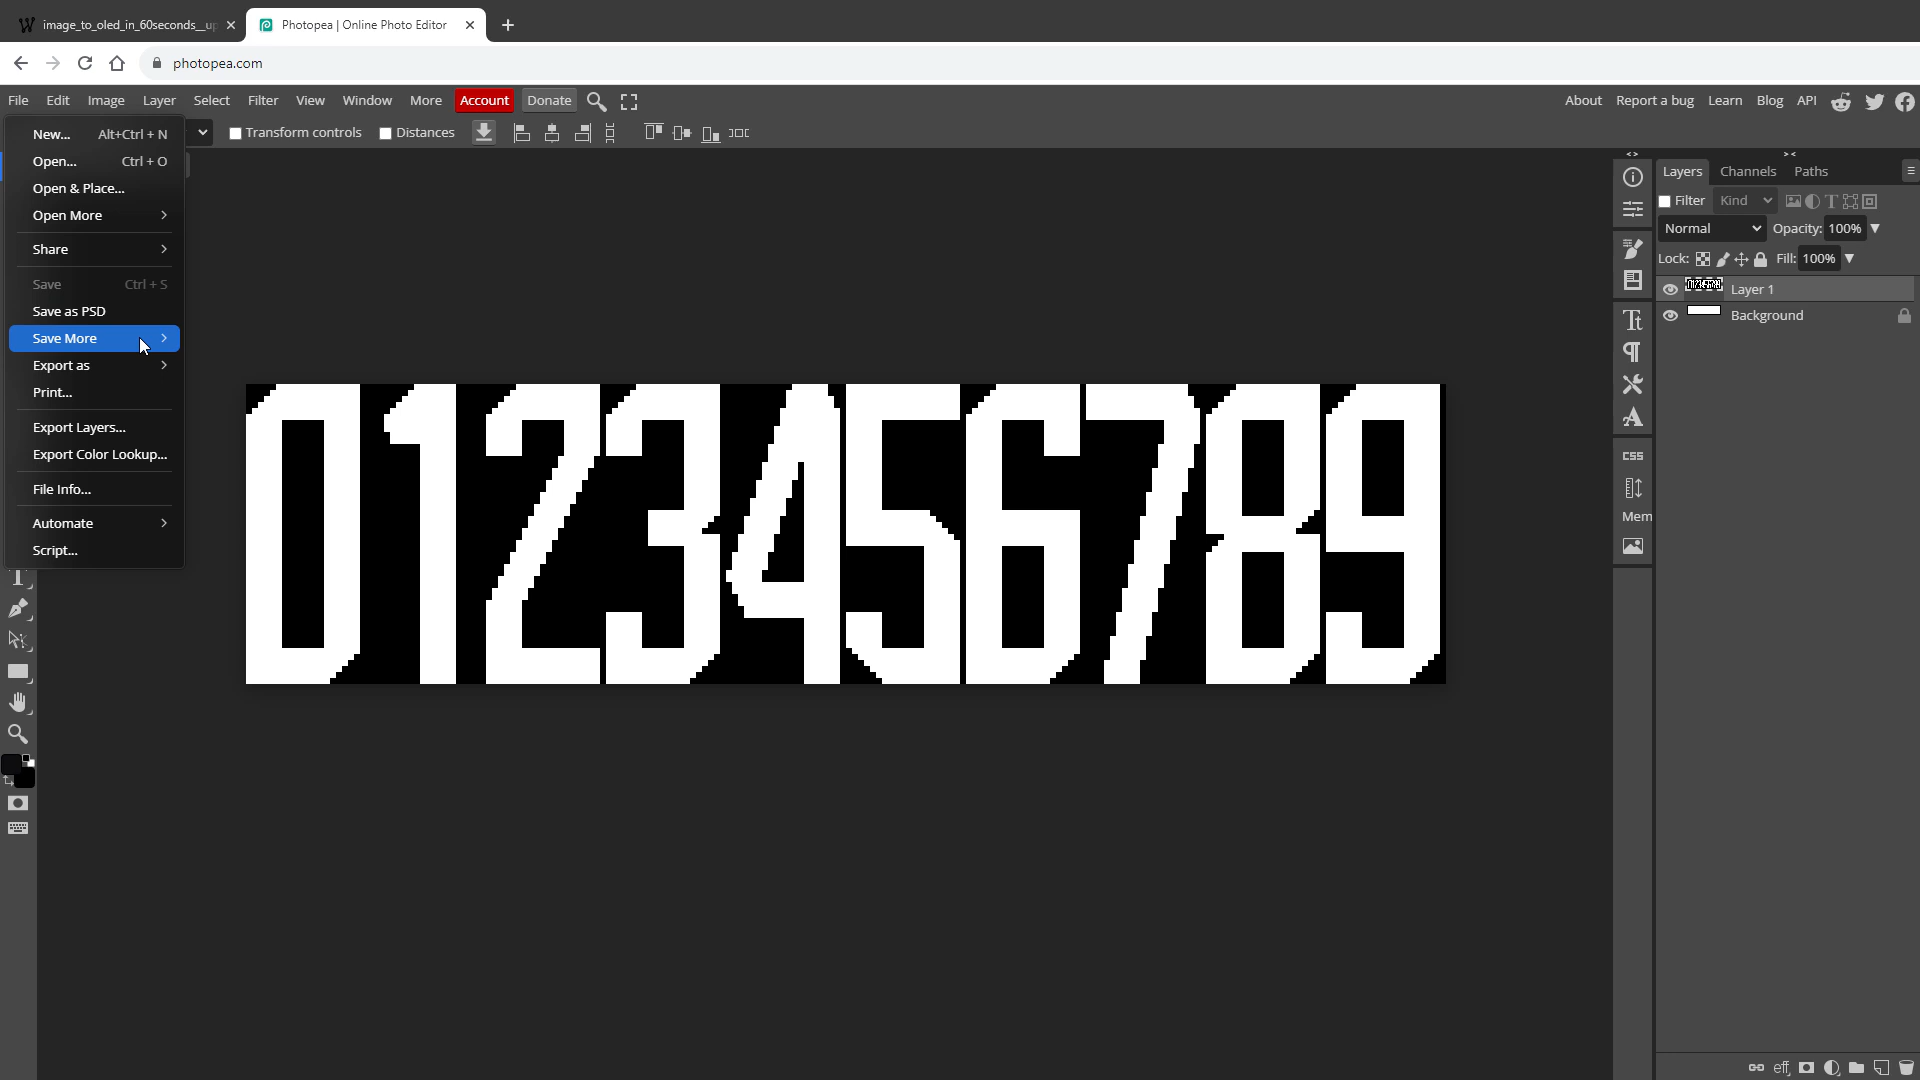 image_to_oled_in_60seconds__up
Photopea | Online Photo Editor
photopea.com
File Edit Image Layer Select Filter View Window More Account Donate
About Report a bug Learn Blog API
Transform controls Distances
New... Alt+Ctrl + N
Open... Ctrl + O
Open & Place...
Open More
Share
Save Ctrl + S
Save as PSD
Save More
Export as
Print...
Export Layers...
Export Color Lookup...
File Info...
Automate
Script...
0123456789
CSS
Mem
Layers Channels Paths
Filter Kind
Normal Opacity: 100%
Lock: Fill: 100%
Layer 1
Background
eff